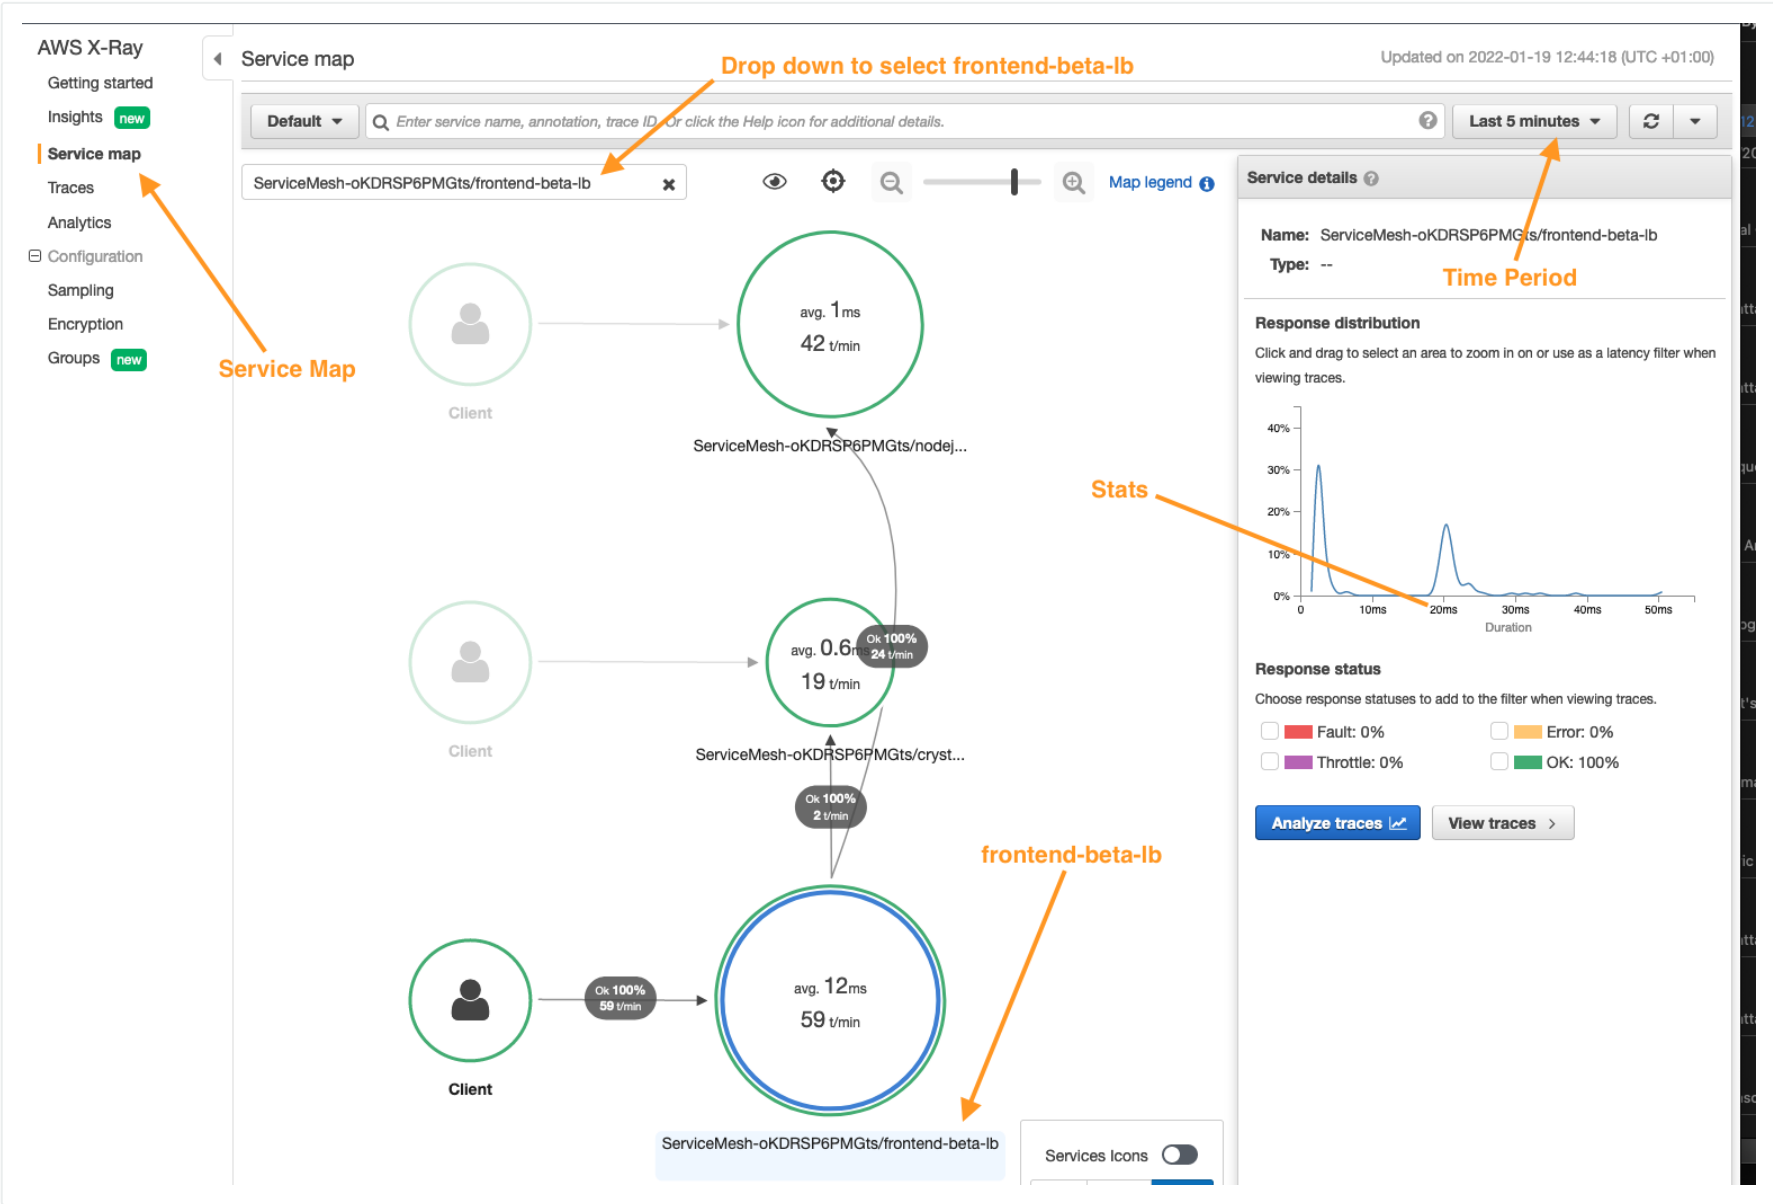 AWS X-Ray
Getting started
Insights new
Service map
Traces
Analytics
Configuration
Sampling
Encryption
Groups new
Service Map
Service map
Drop down to select frontend-beta-lb
Updated on 2022-01-19 12:44:18 (UTC +01:00)
Default
Enter service name, annotation, trace ID. Or click the Help icon for additional details.
Last 5 minutes
ServiceMesh-oKDRSP6PMGts/frontend-beta-lb
Map legend
Client
avg. 1ms
42 t/min
ServiceMesh-oKDRSP6PMGts/nodej...
Stats
Client
avg. 0.6ms
19 t/min
Ok 100%
24 t/min
ServiceMesh-oKDRSP6PMGts/cryst...
Ok 100%
2 t/min
frontend-beta-lb
Client
Ok 100%
59 t/min
avg. 12ms
59 t/min
ServiceMesh-oKDRSP6PMGts/frontend-beta-lb
Services Icons
Service details
Name: ServiceMesh-oKDRSP6PMGts/frontend-beta-lb
Type: --
Time Period
Response distribution
Click and drag to select an area to zoom in on or use as a latency filter when
viewing traces.
40%
30%
20%
10%
0%
0 10ms 20ms 30ms 40ms 50ms
Duration
Response status
Choose response statuses to add to the filter when viewing traces.
Fault: 0% Error: 0%
Throttle: 0% OK: 100%
Analyze traces View traces